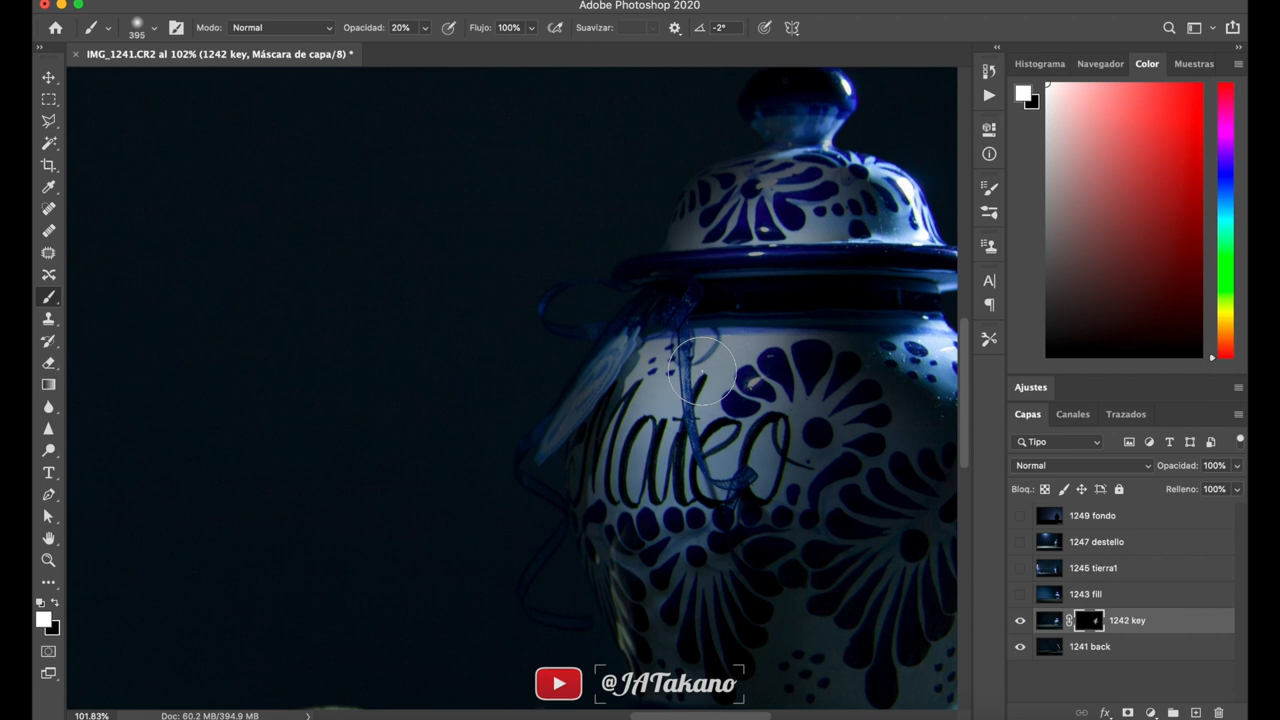 Adobe Photoshop 2020
395
Modo: Normal
Opacidad: 20%
Flujo: 100%
Suavizar:
-2°
IMG_1241.CR2 al 102% (1242 key, Máscara de capa/8) *
Histograma
Navegador
Color
Muestras
Mateo
Ajustes
Capas
Canales
Trazados
Tipo
Normal
Opacidad: 100%
Bloq.:
Relleno: 100%
1249 fondo
1247 destello
1245 tierra1
1243 fill
1242 key
1241 back
@JATakano
101.83%
Doc: 60.2 MB/394.9 MB